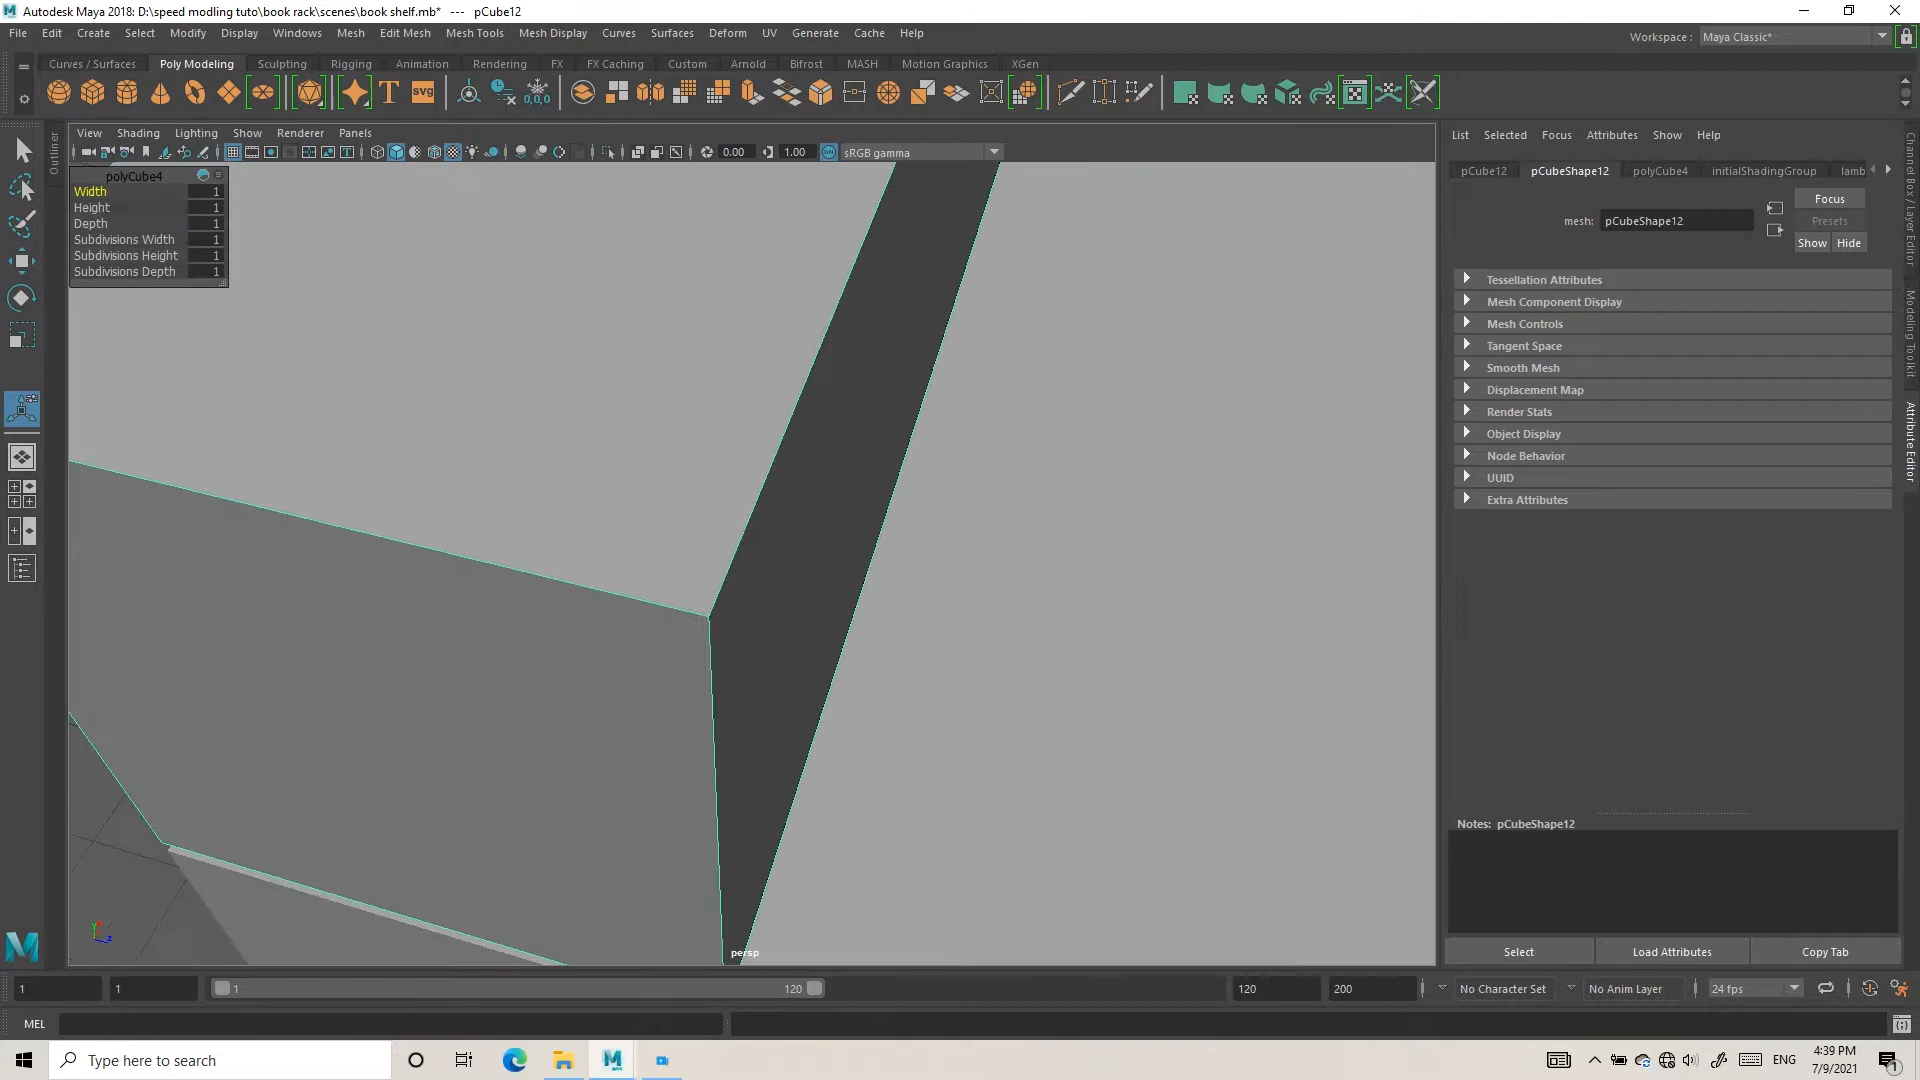 Autodesk Maya 2018: D:\speed modling tuto\book rack\scenes\book shelf.mb*   ---   pCube12
File Edit Create Select Modify Display Windows Mesh Edit Mesh Mesh Tools Mesh Display Curves Surfaces Deform UV Generate Cache Help
Workspace : Maya Classic*
Curves / Surfaces Poly Modeling Sculpting Rigging Animation Rendering FX FX Caching Custom Arnold Bifrost MASH Motion Graphics XGen
T SVG 0,0,0
Outliner
View Shading Lighting Show Renderer Panels
0.00 1.00 ON sRGB gamma
polyCube4
Width 1
Height 1
Depth 1
Subdivisions Width 1
Subdivisions Height 1
Subdivisions Depth 1
persp
List Selected Focus Attributes Show Help
pCube12 pCubeShape12 polyCube4 initialShadingGroup lamb
mesh: pCubeShape12
Focus
Presets
Show Hide
Tessellation Attributes
Mesh Component Display
Mesh Controls
Tangent Space
Smooth Mesh
Displacement Map
Render Stats
Object Display
Node Behavior
UUID
Extra Attributes
Notes: pCubeShape12
Select Load Attributes Copy Tab
Channel Box / Layer Editor
Modeling Toolkit
Attribute Editor
1 1 1 120 120 200 No Character Set No Anim Layer 24 fps
MEL
Type here to search
ENG
4:39 PM
7/9/2021
1